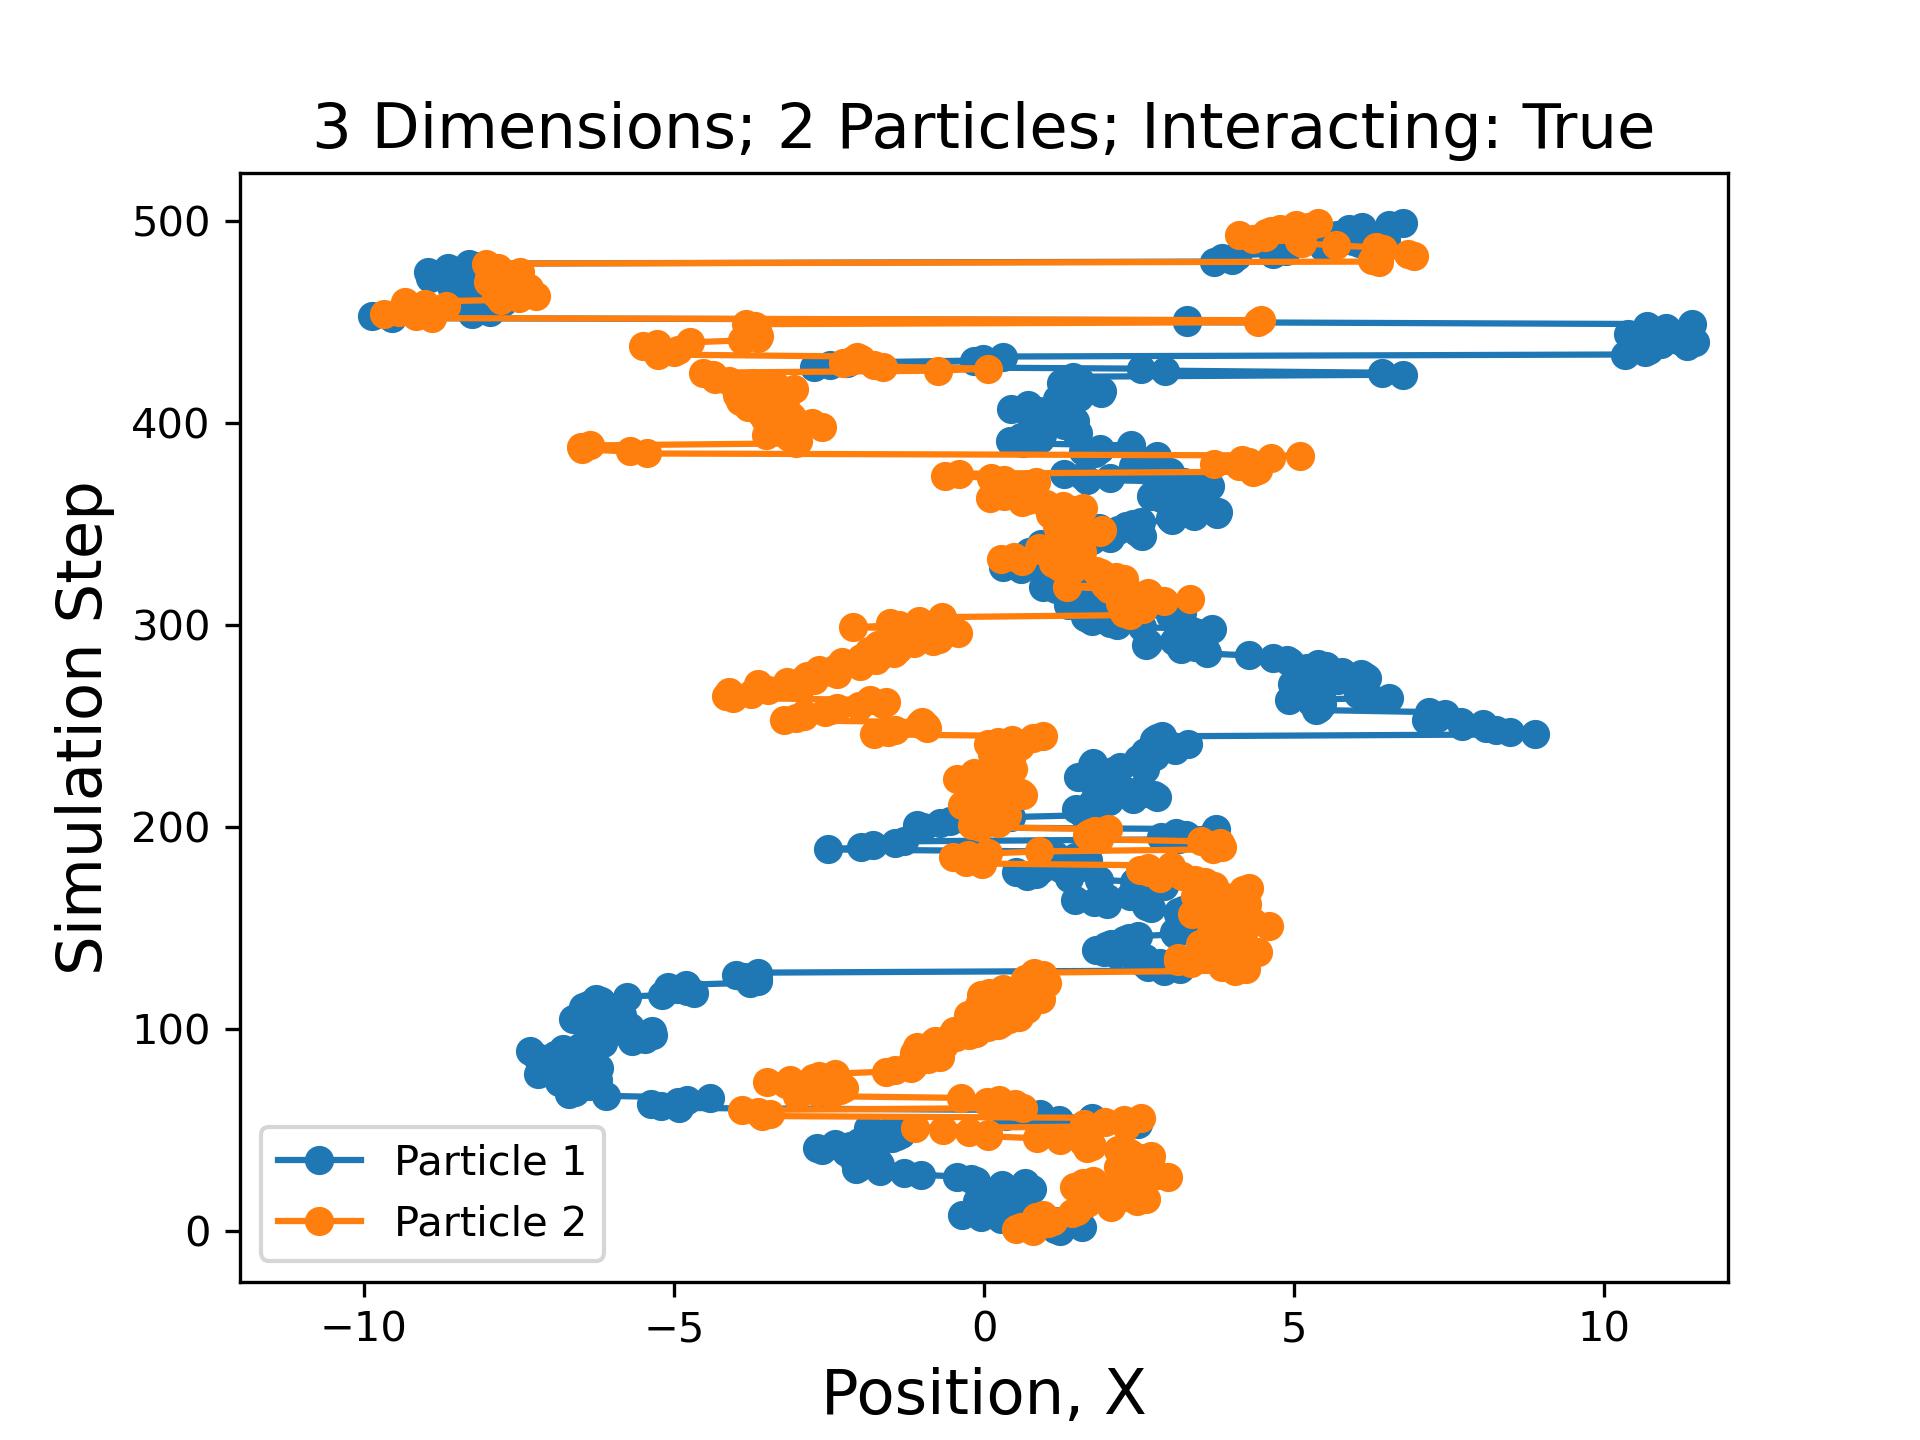 3 Dimensions; 2 Particles; Interacting: True
Simulation Step
500
400
300
200
100
0
Particle 1
Particle 2
−10
−5
0
5
10
Position, X